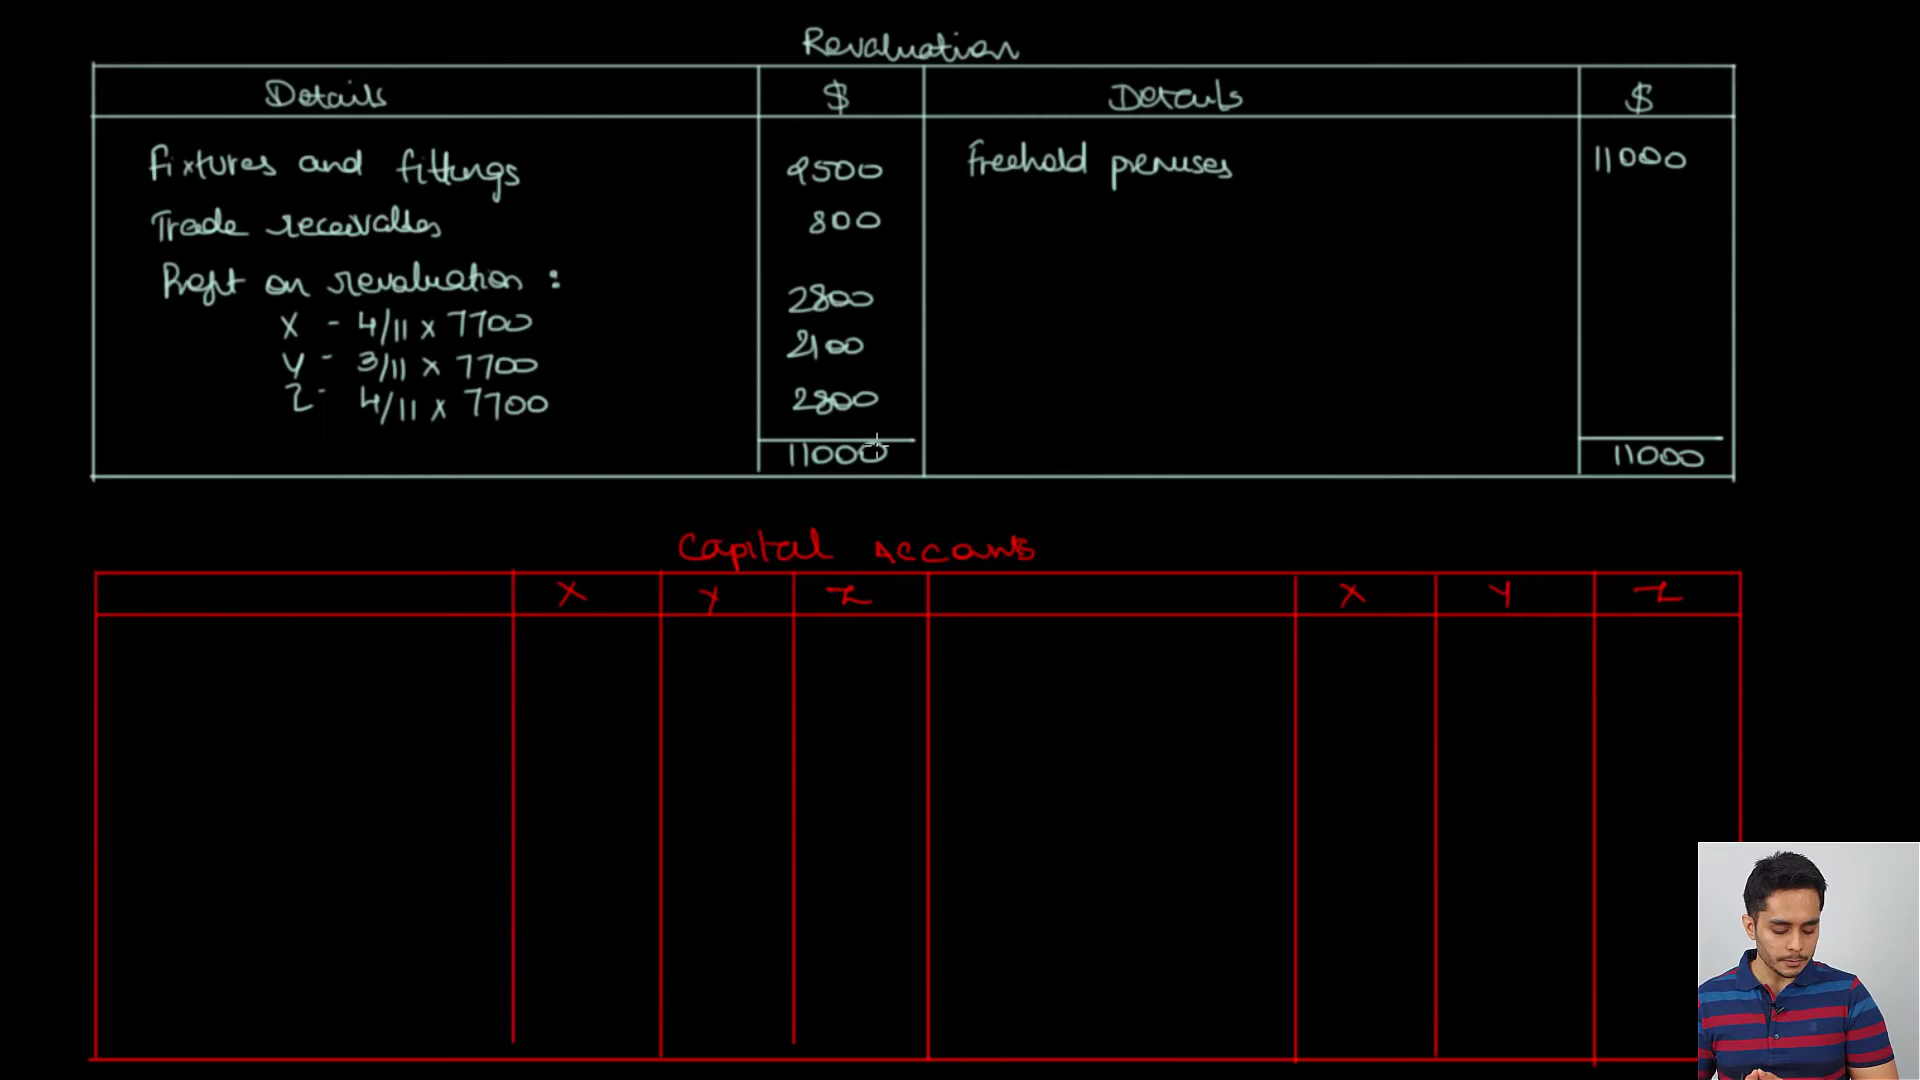 Revaluation
Details $ Details $
Fixtures and fittings 2500 Freehold premises 11000
Trade receivables 800
Profit on revaluation :
2800
X - 4/11 x 7700
2100
Y - 3/11 x 7700
Z - 4/11 x 7700 2800
11000 11000
Capital Accounts
X Y Z X Y Z